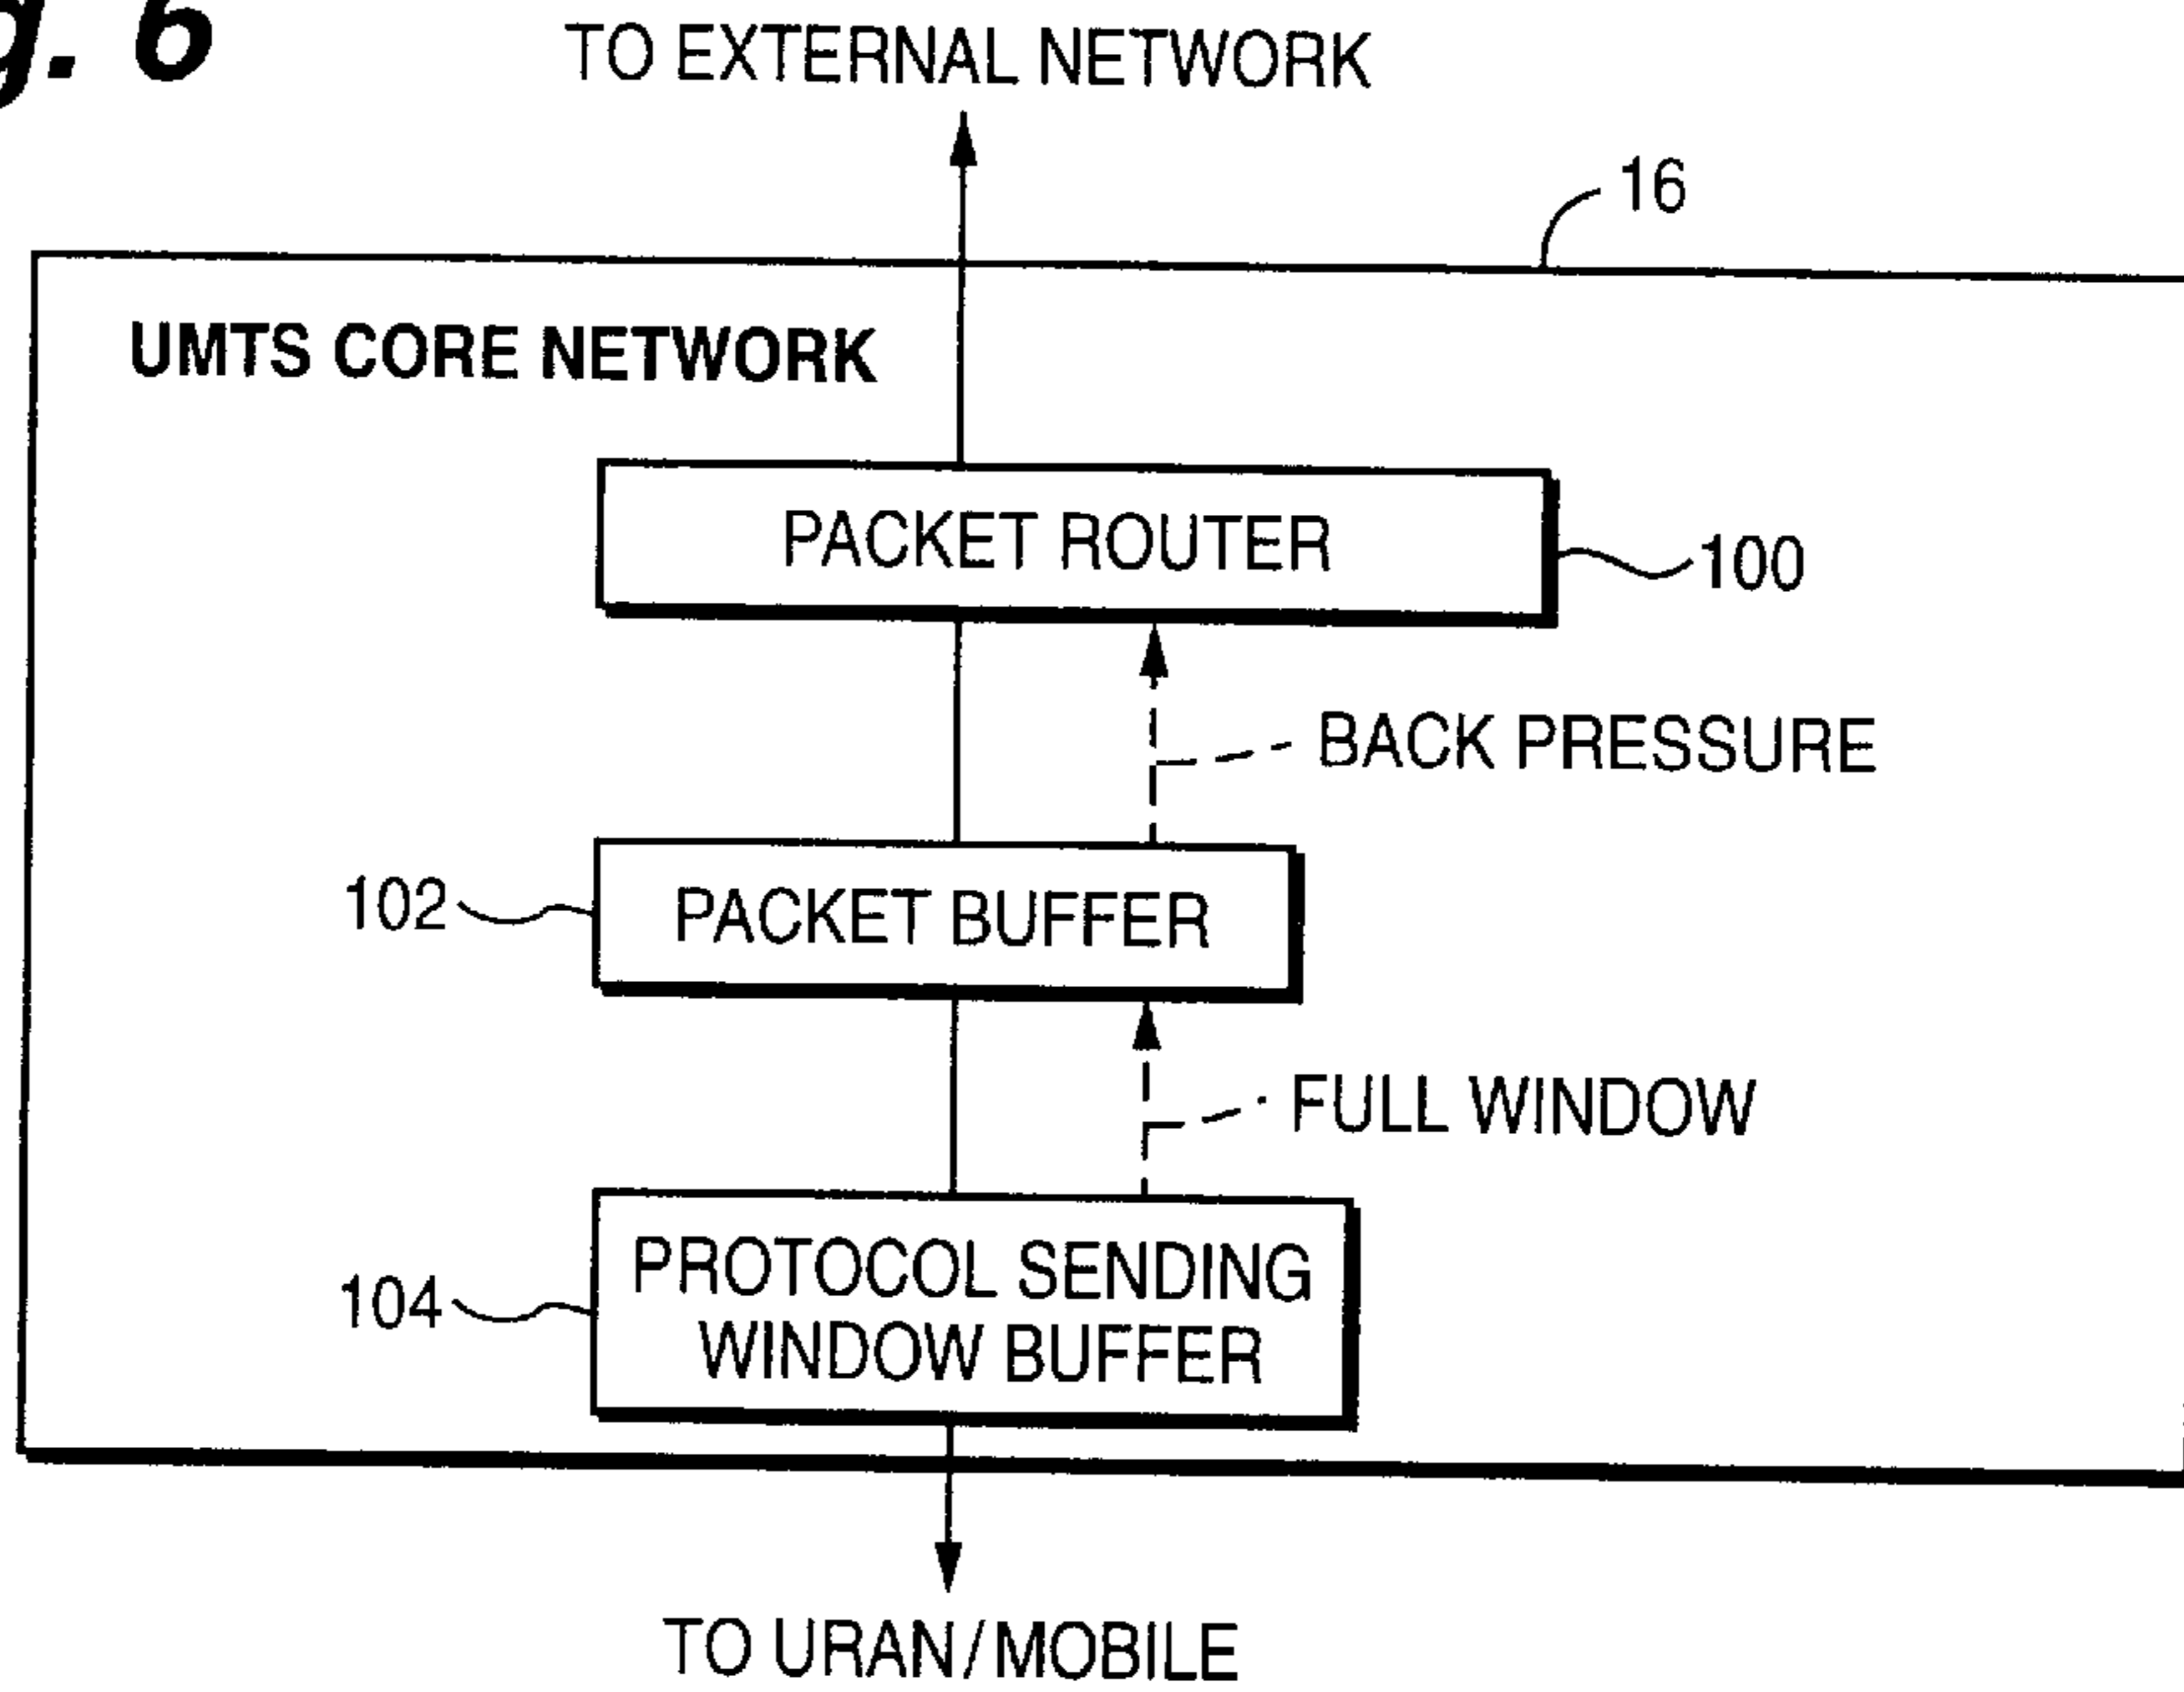 g. 6
TO EXTERNAL NETWORK
16
UMTS CORE NETWORK
PACKET ROUTER
100
BACK PRESSURE
102
PACKET BUFFER
FULL WINDOW
104
PROTOCOL SENDING
WINDOW BUFFER
TO URAN/MOBILE